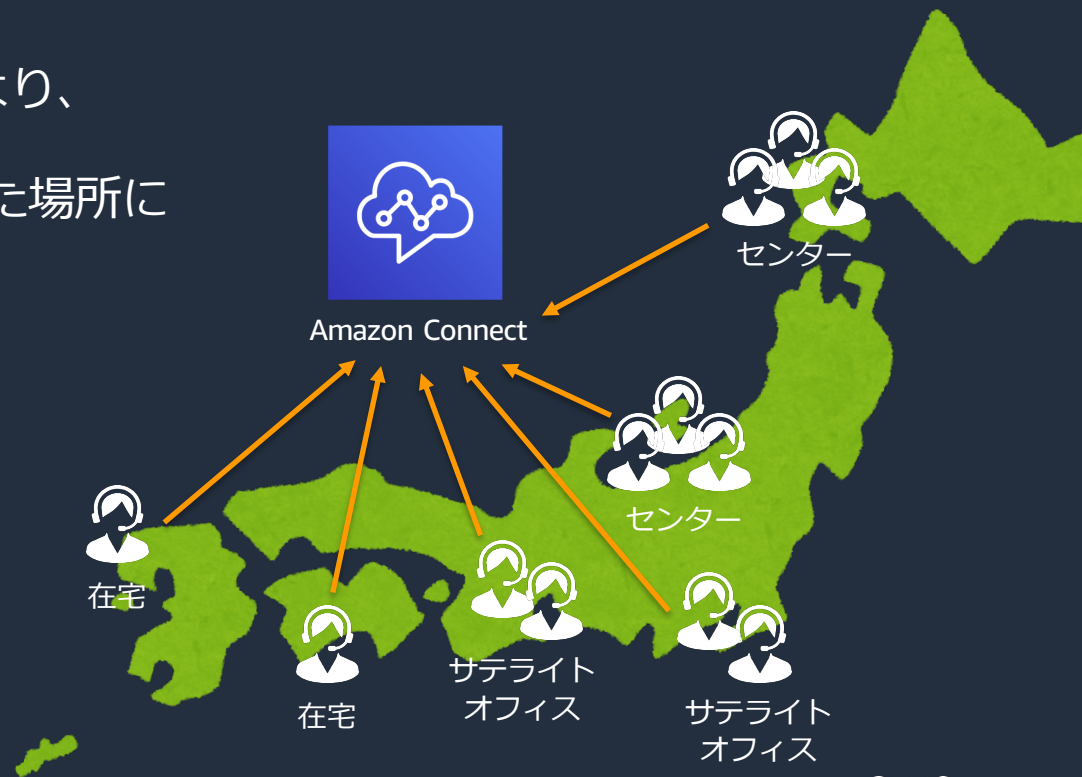 より、
た場所に
Amazon Connect
センター
センター
在宅
在宅
サテライト
オフィス
サテライト
オフィス